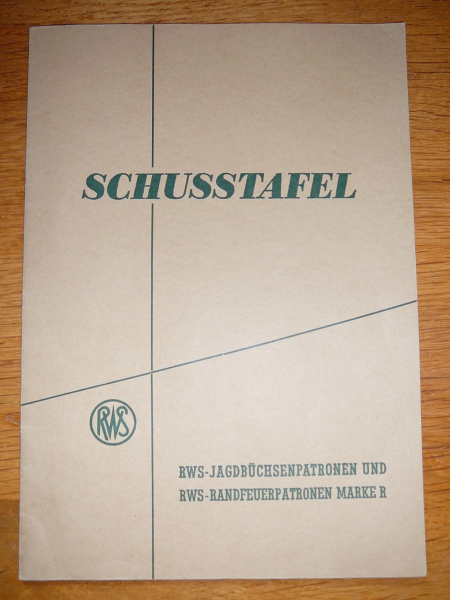 SCHUSSTAFEL
RWS
RWS-JAGDBÜCHSENPATRONEN UND
RWS-RANDFEUERPATRONEN MARKE R